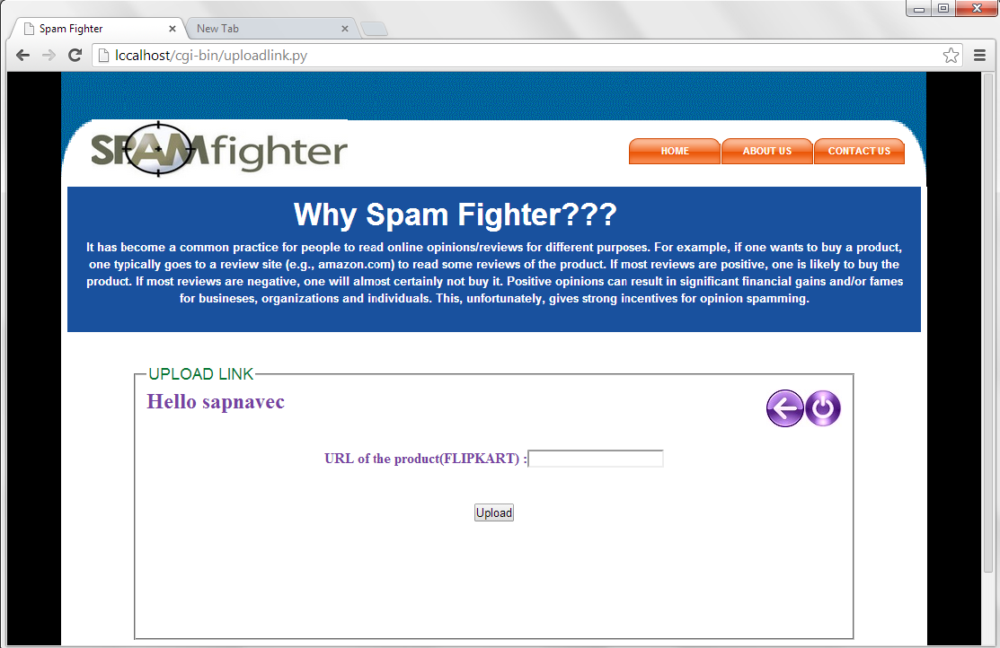 Spam Fighter
New Tab
lccalhost/cgi-bin/uploadlink.py
SPAMfighter
HOME
ABOUT US
CONTACT US
Why Spam Fighter???
It has become a common practice for people to read online opinions/reviews for different purposes. For example, if one wants to buy a product,
one typically goes to a review site (e.g., amazon.com) to read some reviews of the product. If most reviews are positive, one is likely to buy the
product. If most reviews are negative, one will almost certainly not buy it. Positive opinions can result in significant financial gains and/or fames
for busineses, organizations and individuals. This, unfortunately, gives strong incentives for opinion spamming.
UPLOAD LINK
Hello sapnavec
URL of the product(FLIPKART) :
Upload